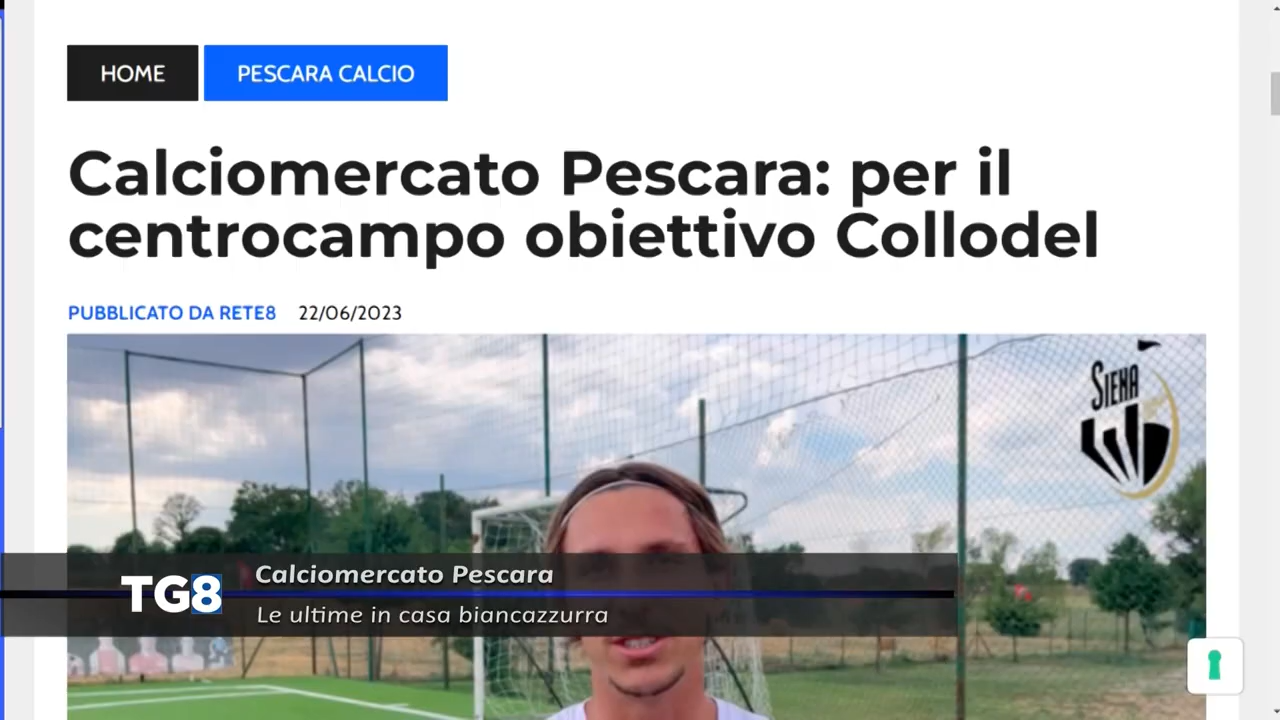 HOME
PESCARA CALCIO
Calciomercato Pescara: per il
centrocampo obiettivo Collodel
PUBBLICATO DA RETE8 22/06/2023
SIENA
TG8
Calciomercato Pescara
Le ultime in casa biancazzurra